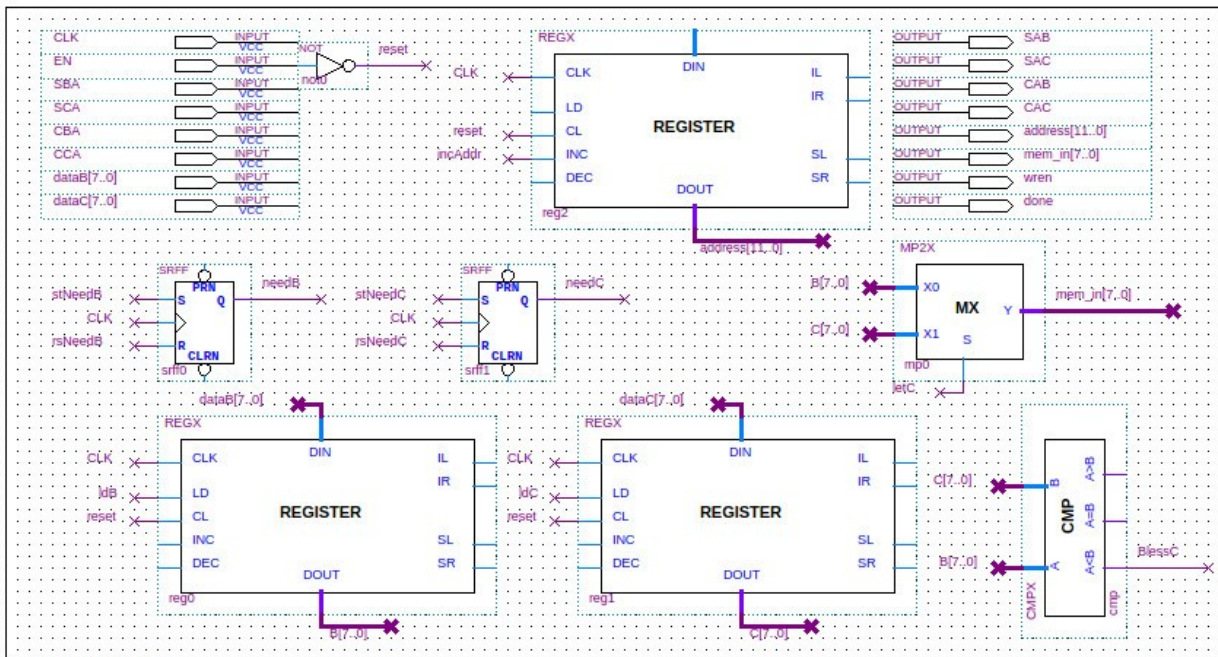 CLK INPUT VCC
EN INPUT VCC
NOT
not0
reset
SBA INPUT VCC
SCA INPUT VCC
CBA INPUT VCC
CCA INPUT VCC
dataB[7..0] INPUT VCC
dataC[7..0] INPUT VCC
REGX
DIN
CLK CLK IL
LD IR
REGISTER
reset CL
incAddr INC SL
DEC SR
DOUT
reg2
address[11..0]
OUTPUT SAB
OUTPUT SAC
OUTPUT CAB
OUTPUT CAC
OUTPUT address[11..0]
OUTPUT mem_in[7..0]
OUTPUT wren
OUTPUT done
SRFF
PRN
stNeedB S Q needB
CLK
rsNeedB R
CLRN
srff0
SRFF
PRN
stNeedC S Q needC
CLK
rsNeedC R
CLRN
srff1
MP2X
B[7..0] X0
MX Y mem_in[7..0]
C[7..0] X1
S
mp0
letC
dataB[7..0]
REGX
DIN
CLK CLK IL
IR
ldB LD
REGISTER
reset CL
INC SL
DEC SR
DOUT
reg0
B[7..0]
dataC[7..0]
REGX
DIN
CLK CLK IL
IR
ldC LD
REGISTER
reset CL
INC SL
DEC SR
DOUT
reg1
C[7..0]
C[7..0] B A>B
CMP A=B
B[7..0] A A<B BlessC
CMPX cmp